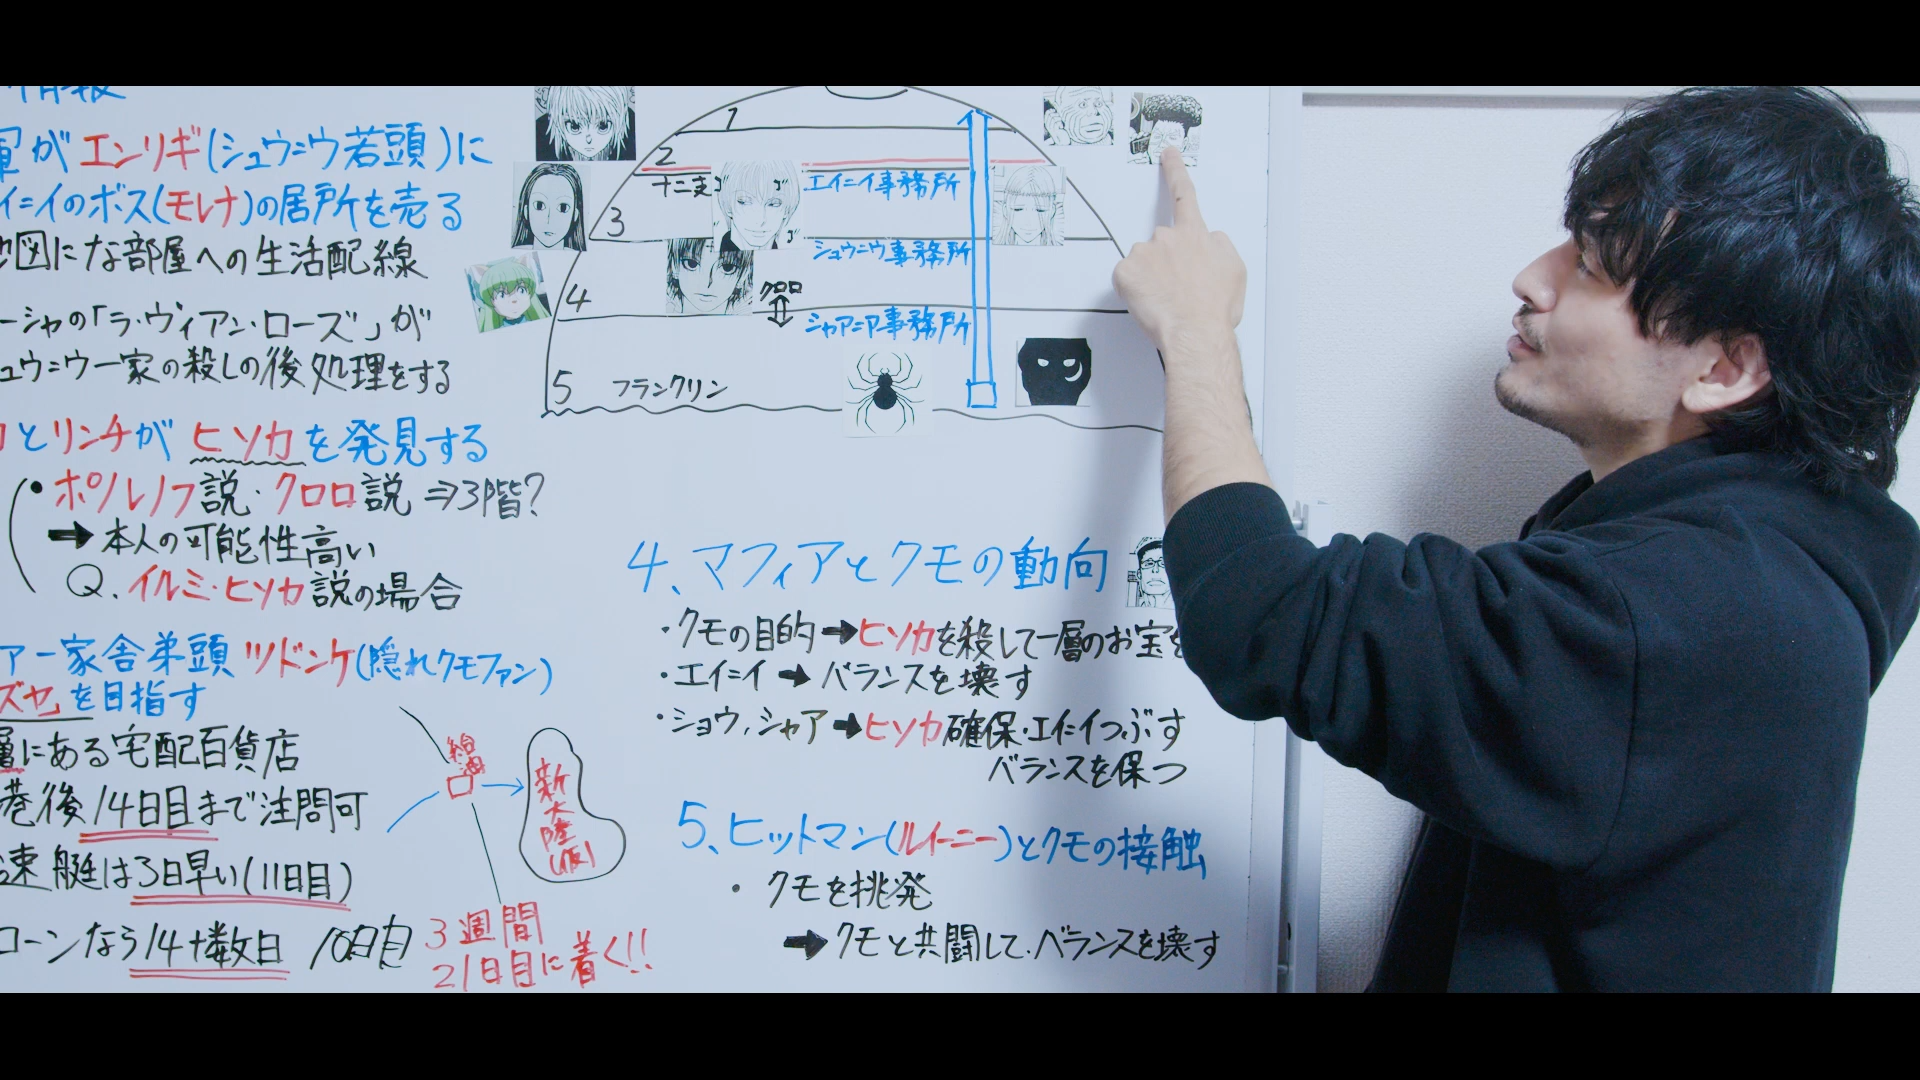 情報
軍がエンリギ(シュウ=ウ若頭)に
イ=イのボス(モレナ)の居所を売る
地図にな部屋への生活配線
ーシャの「ラ・ヴィアン・ローズ」が
ュウ=ウ一家の殺しの後処理をする
とリンチがヒソカを発見する
・ボノレノフ説・クロロ説⇒3階?
➡本人の可能性高い
Q.イルミ・ヒソカ説の場合
ア一家舎弟頭ツドンケ(隠れクモファン)
ズヤ」を目指す
層にある宅配百貨店
港後14日目まで注問可
速艇は3日早い(11日目)
ローンなら14+数日
10日目
3週間
21日目に着く!!
給油
新大陸(仮)
1
2
十二支
エイ=イ事務所
3
シュウ=ウ事務所
4
クロロ
シャア=ア事務所
5
フランクリン
4、マフィアとクモの動向
・クモの目的➡ヒソカを殺して一層のお宝を
・エイ=イ➡バランスを壊す
・ショウ,シャア➡ヒソカ確保・エイ=イつぶす
バランスを保つ
5、ヒットマン(ルイーニー)とクモの接触
・クモを挑発
➡クモと共闘して、バランスを壊す